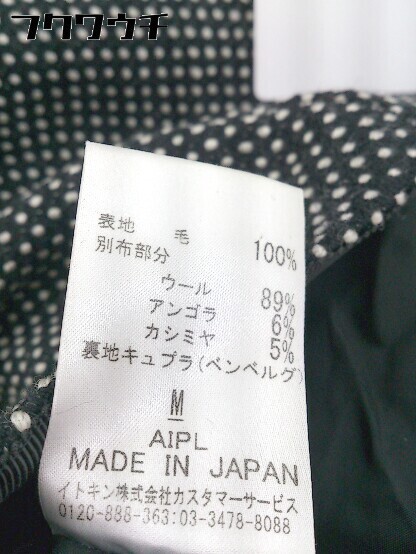 フクウウチ
表地 毛 100%
別布部分
ウール 89%
アンゴラ 6%
カシミヤ 5%
裏地キュプラ(ベンベルグ)
M
AIPL
MADE IN JAPAN
イトキン株式会社カスタマーサービス
0120-888-363:03-3478-8088